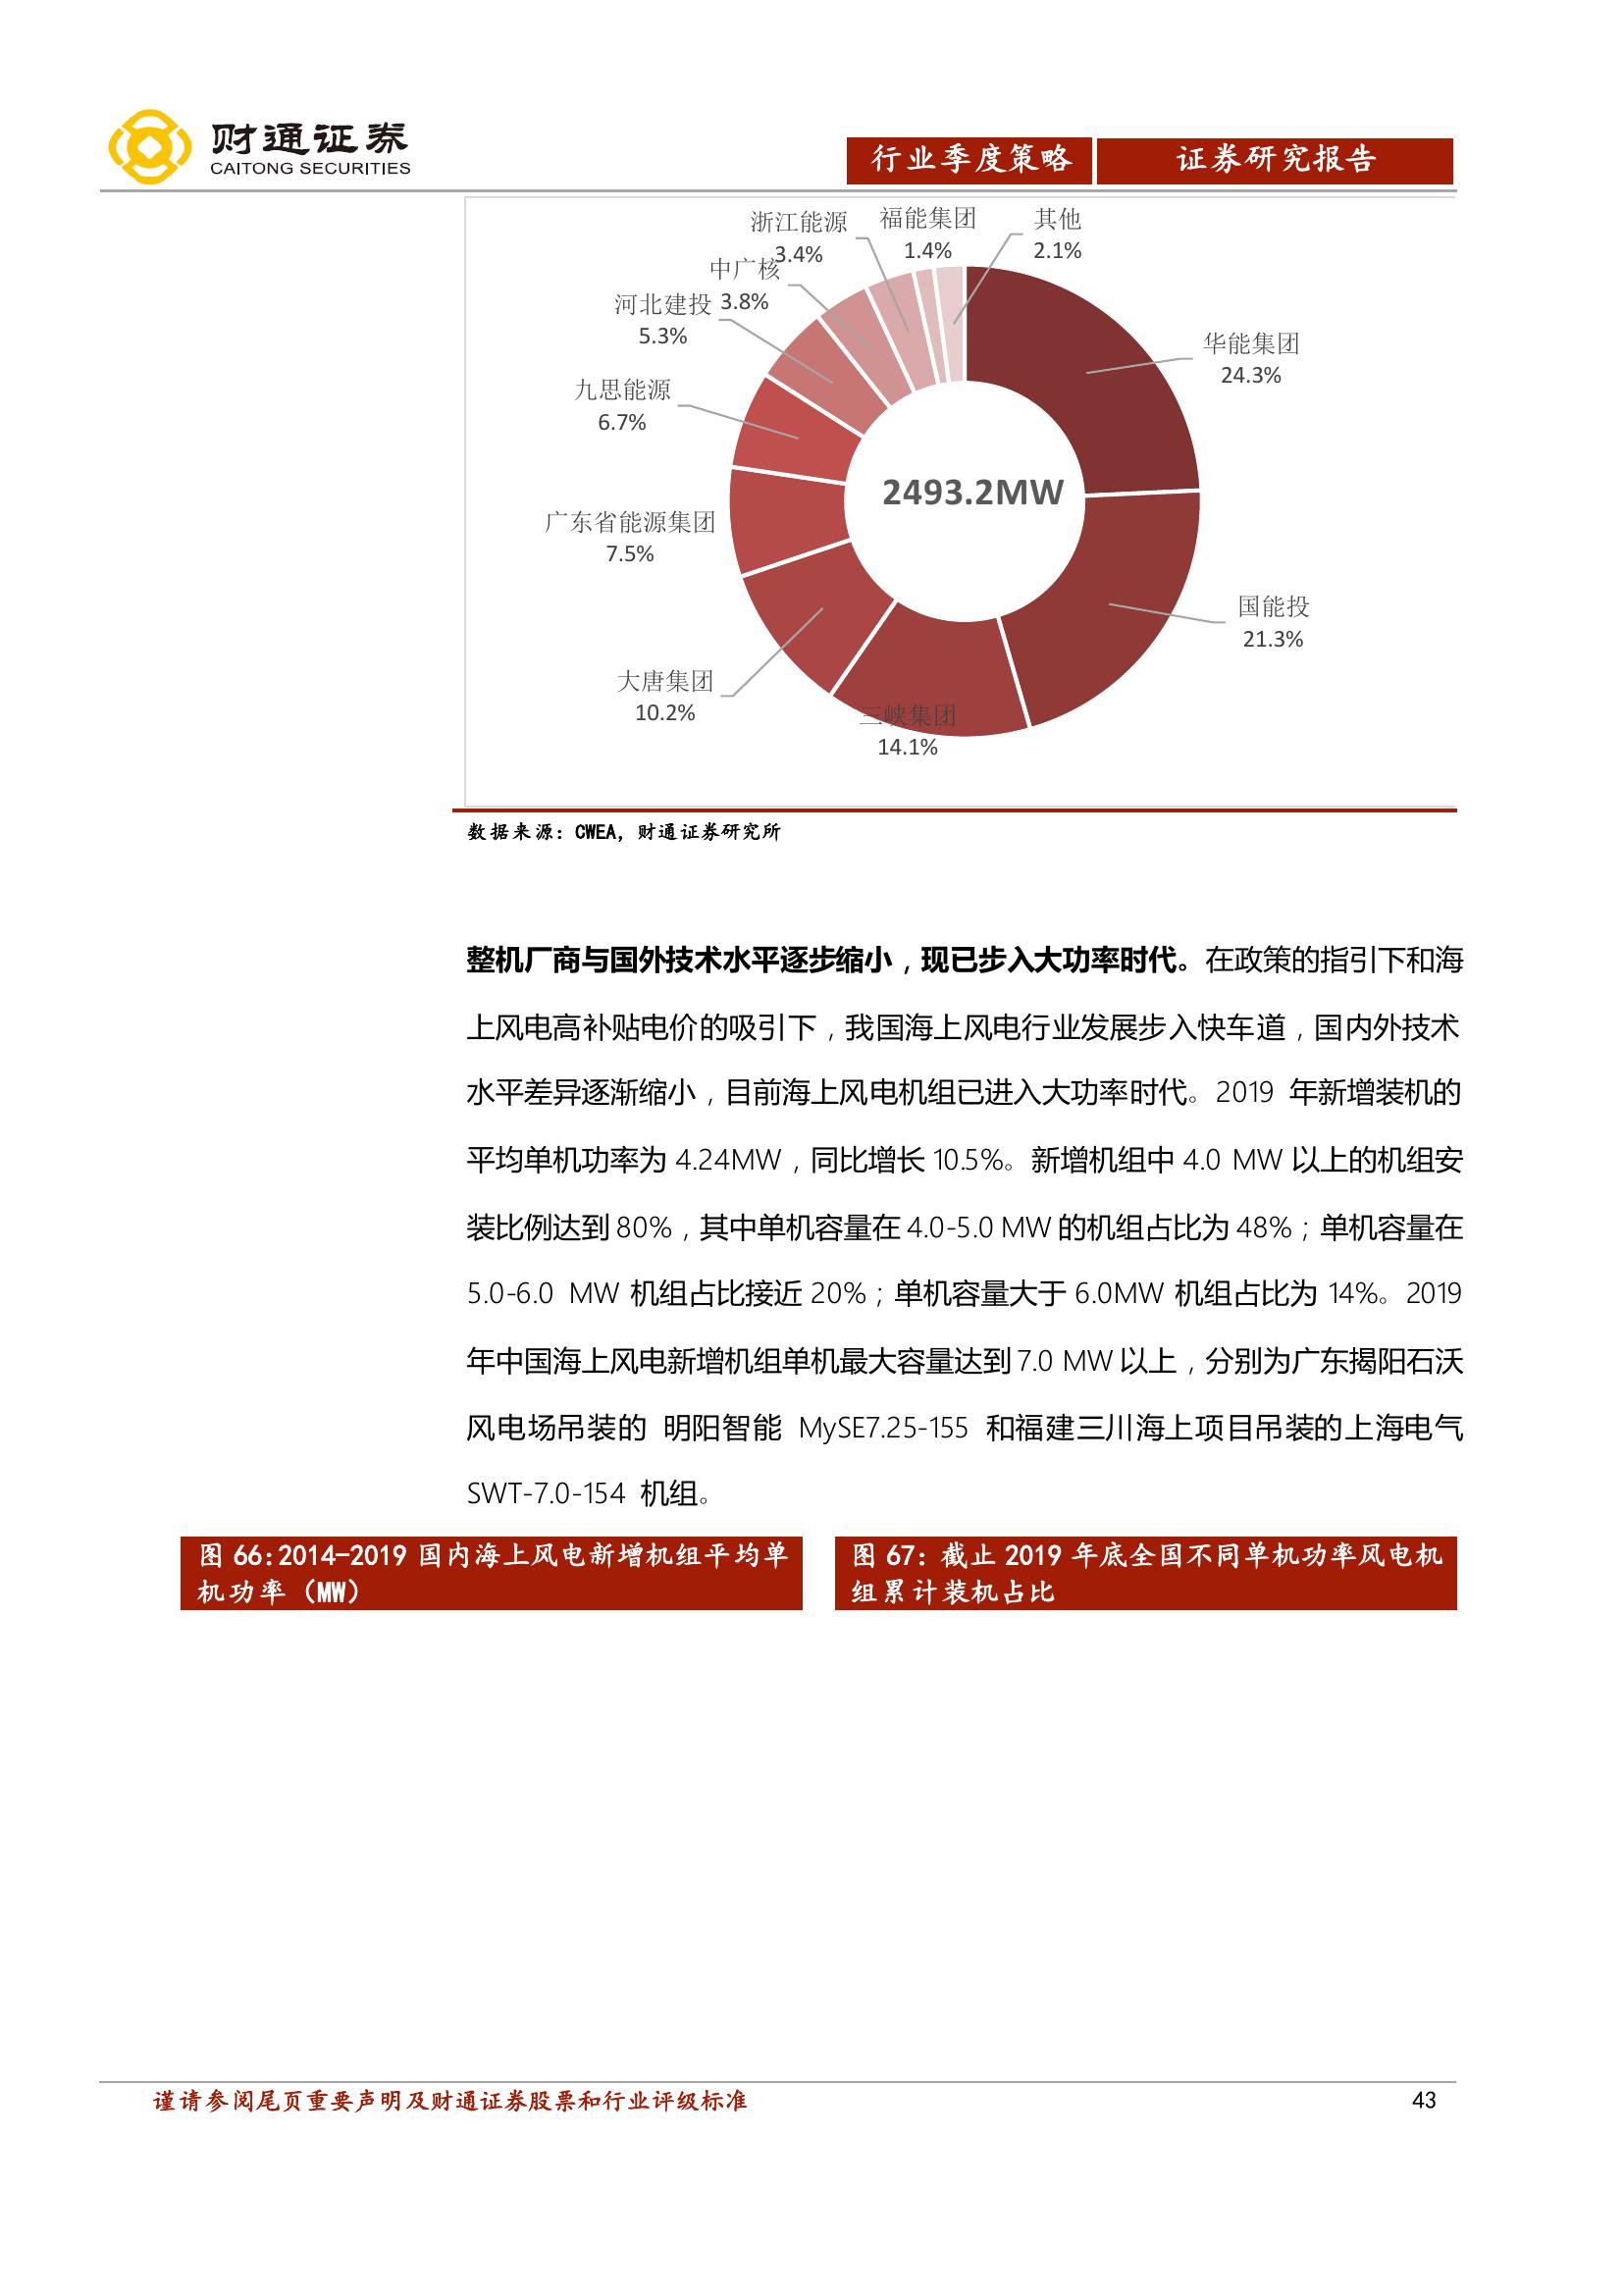 财通证券
CAITONG SECURITIES
行业季度策略
证券研究报告
浙江能源
3.4%
福能集团
1.4%
其他
2.1%
中广核
3.8%
河北建投
5.3%
华能集团
24.3%
九思能源
6.7%
2493.2MW
广东省能源集团
7.5%
国能投
21.3%
大唐集团
10.2%
三峡集团
14.1%
数据来源：CWEA，财通证券研究所
整机厂商与国外技术水平逐步缩小，现已步入大功率时代。在政策的指引下和海
上风电高补贴电价的吸引下，我国海上风电行业发展步入快车道，国内外技术
水平差异逐渐缩小，目前海上风电机组已进入大功率时代。2019 年新增装机的
平均单机功率为 4.24MW，同比增长 10.5%。新增机组中 4.0 MW 以上的机组安
装比例达到 80%，其中单机容量在 4.0-5.0 MW 的机组占比为 48%；单机容量在
5.0-6.0 MW 机组占比接近 20%；单机容量大于 6.0MW 机组占比为 14%。2019
年中国海上风电新增机组单机最大容量达到 7.0 MW 以上，分别为广东揭阳石沃
风电场吊装的 明阳智能 MySE7.25-155 和福建三川海上项目吊装的上海电气
SWT-7.0-154 机组。
图 66:2014-2019 国内海上风电新增机组平均单
机功率（MW）
图 67：截止 2019 年底全国不同单机功率风电机
组累计装机占比
谨请参阅尾页重要声明及财通证券股票和行业评级标准
43